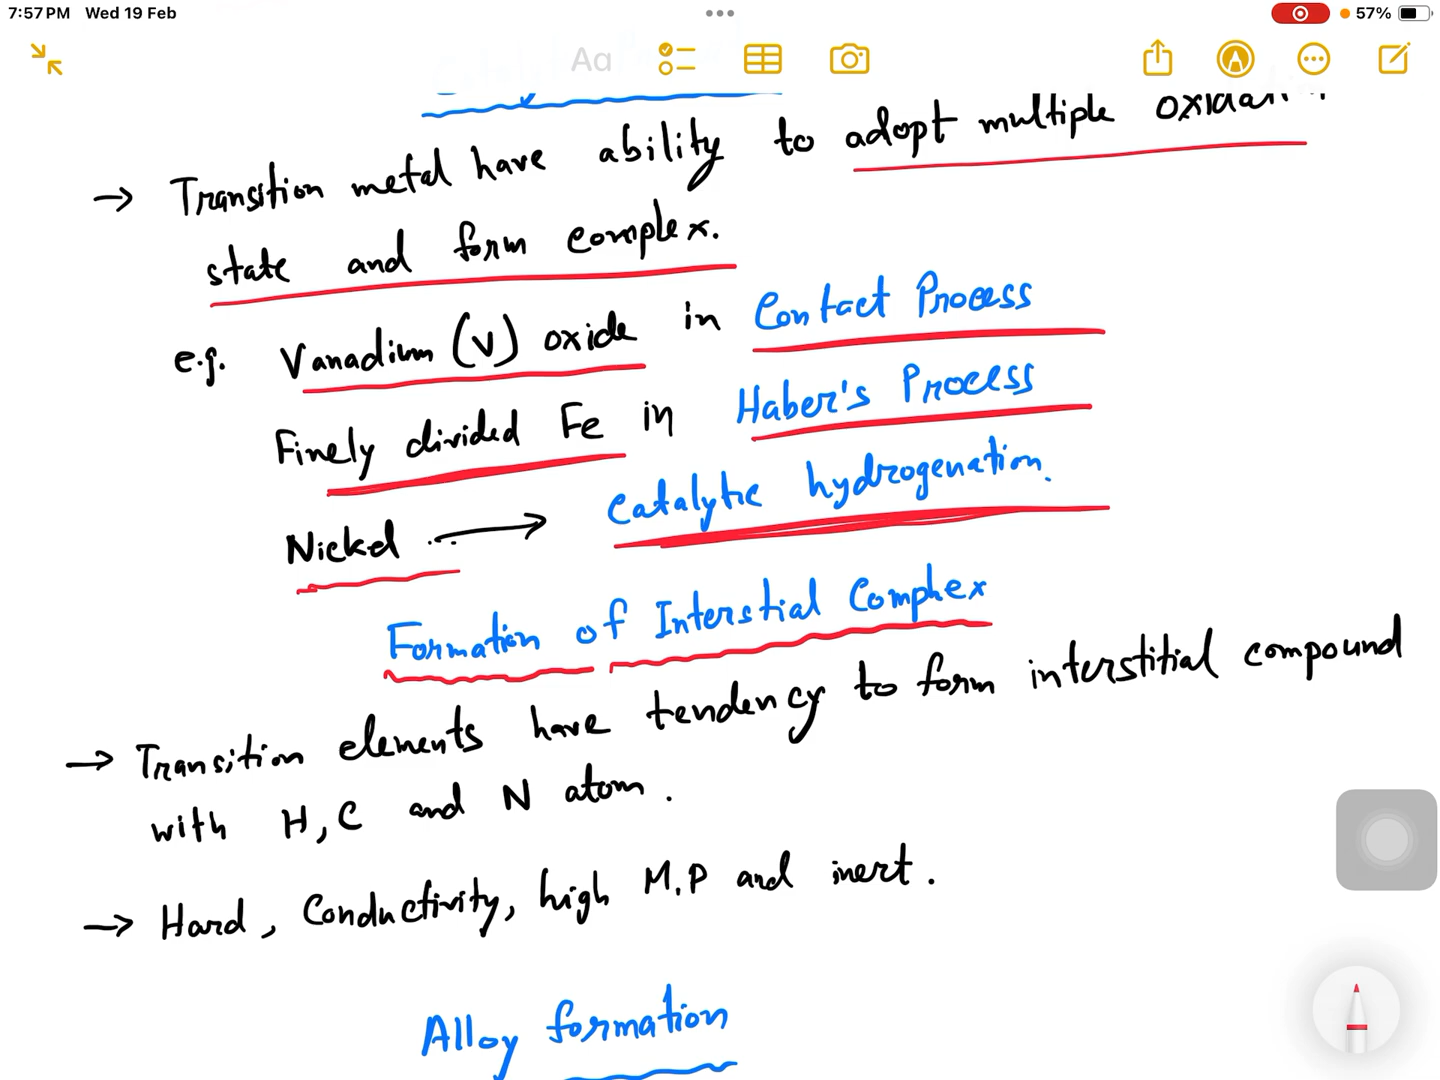 7:57 PM Wed 19 Feb
57%
Aa
→ Transition metal have ability to adopt multiple
state and form complex.
e.g. Vanadium (V) oxide in Contact Process
Finely divided Fe in Haber's Process
Nickel → Catalytic hydrogenation.
Formation of Interstial Complex
→ Transition elements have tendency to form interstitial compound
with H, C and N atom.
→ Hard, Conductivity, high M.P and inert.
Alloy formation